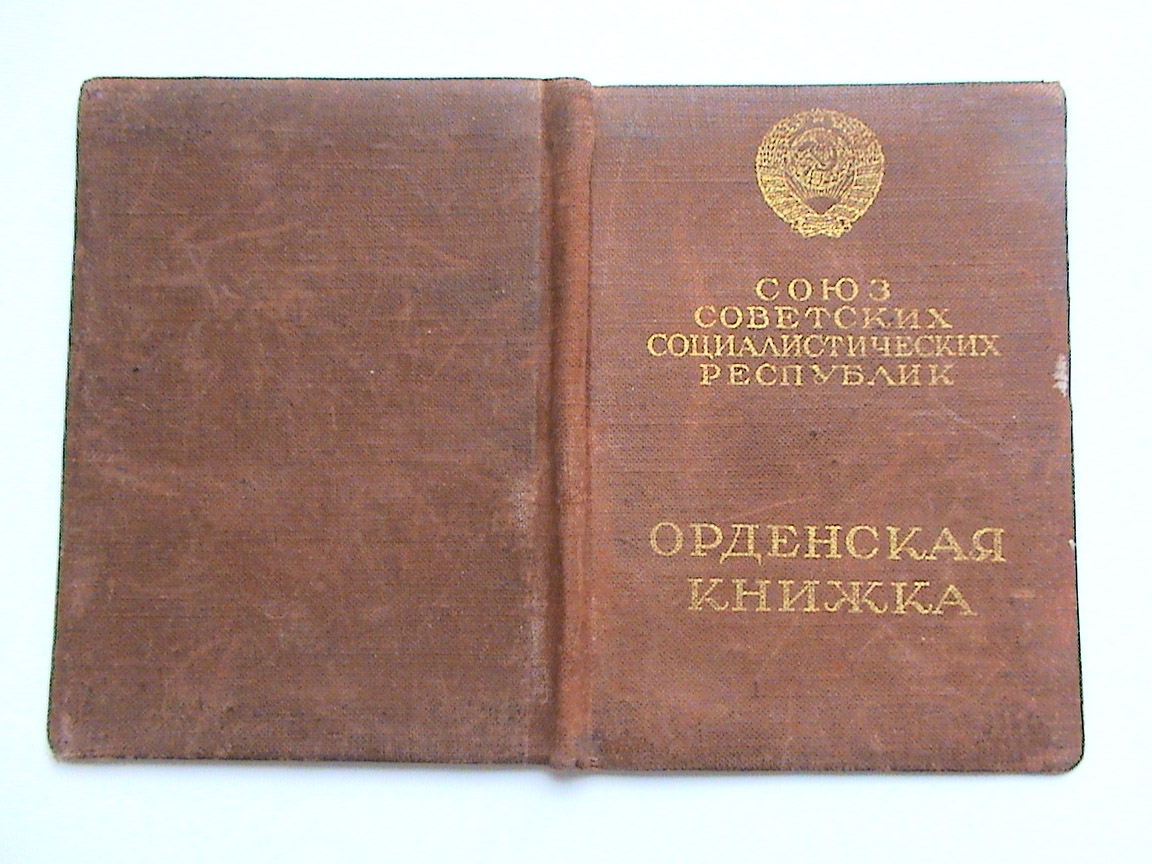 СОЮЗ
СОВЕТСКИХ
СОЦИАЛИСТИЧЕСКИХ
РЕСПУБЛИК
ОРДЕНСКАЯ
КНИЖКА